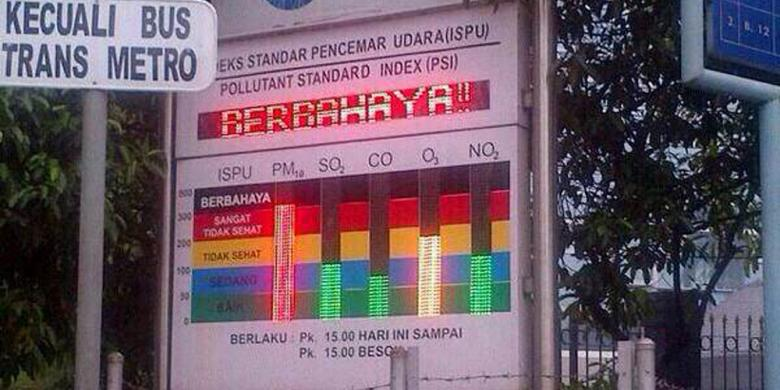 KECUALI BUS
TRANS METRO
DEKS STANDAR PENCEMAR UDARA(ISPU)
POLLUTANT STANDARD INDEX (PSI)
BERBAHAYA!!
ISPU PM10 SO2 CO O3 NO2
BERBAHAYA
300
SANGAT
TIDAK SEHAT
200
TIDAK SEHAT
100
SEDANG
50
BAIK
0
BERLAKU : Pk. 15.00 HARI INI SAMPAI
Pk. 15.00 BESOK